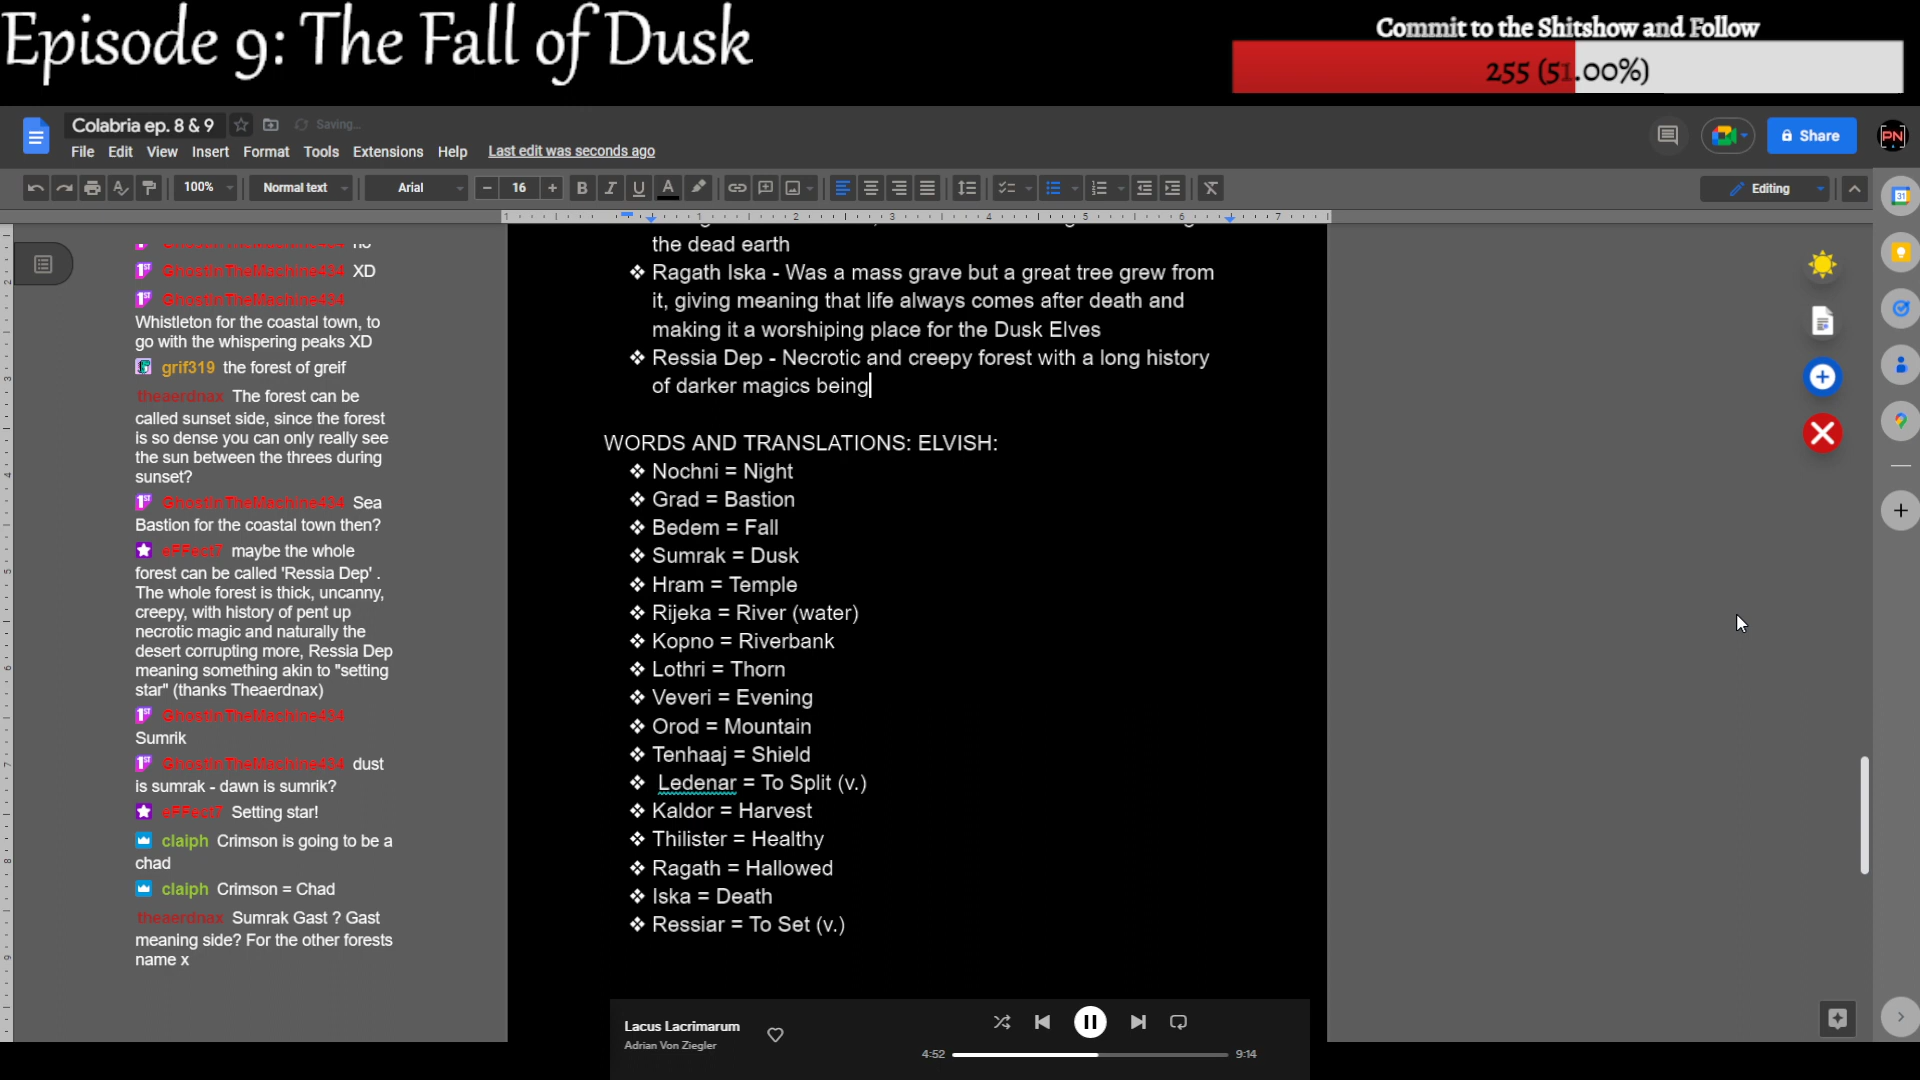 Episode 9: The Fall of Dusk
Commit to the Shitshow and Follow
255 (51.00%)
Colabria ep. 8 & 9
Saving...
File Edit View Insert Format Tools Extensions Help Last edit was seconds ago
Share
PN
100% Normal text Arial 16
Editing
GhostInTheMachine434 no
GhostInTheMachine434 XD
GhostInTheMachine434
Whistleton for the coastal town, to
go with the whispering peaks XD
grif319 the forest of greif
theaerdnax The forest can be
called sunset side, since the forest
is so dense you can only really see
the sun between the threes during
sunset?
GhostInTheMachine434 Sea
Bastion for the coastal town then?
eFFect7 maybe the whole
forest can be called 'Ressia Dep' .
The whole forest is thick, uncanny,
creepy, with history of pent up
necrotic magic and naturally the
desert corrupting more, Ressia Dep
meaning something akin to "setting
star" (thanks Theaerdnax)
GhostInTheMachine434
Sumrik
GhostInTheMachine434 dust
is sumrak - dawn is sumrik?
eFFect7 Setting star!
claiph Crimson is going to be a
chad
claiph Crimson = Chad
theaerdnax Sumrak Gast ? Gast
meaning side? For the other forests
name x
the dead earth
❖ Ragath Iska - Was a mass grave but a great tree grew from
it, giving meaning that life always comes after death and
making it a worshiping place for the Dusk Elves
❖ Ressia Dep - Necrotic and creepy forest with a long history
of darker magics being
WORDS AND TRANSLATIONS: ELVISH:
❖ Nochni = Night
❖ Grad = Bastion
❖ Bedem = Fall
❖ Sumrak = Dusk
❖ Hram = Temple
❖ Rijeka = River (water)
❖ Kopno = Riverbank
❖ Lothri = Thorn
❖ Veveri = Evening
❖ Orod = Mountain
❖ Tenhaaj = Shield
❖ Ledenar = To Split (v.)
❖ Kaldor = Harvest
❖ Thilister = Healthy
❖ Ragath = Hallowed
❖ Iska = Death
❖ Ressiar = To Set (v.)
Lacus Lacrimarum
Adrian Von Ziegler
4:52
9:14